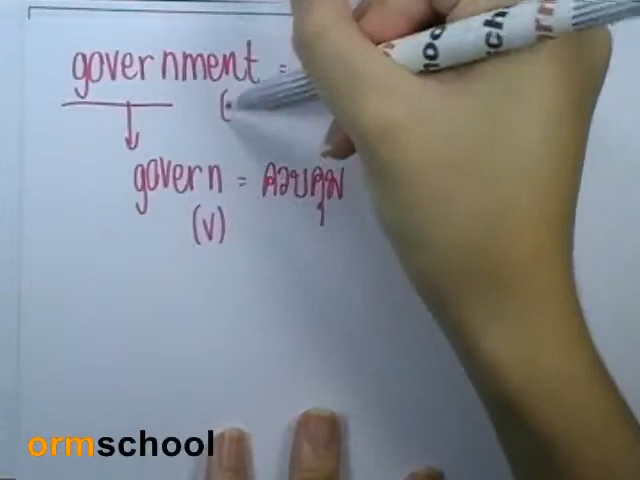 government =
(
govern = ควบคุม
(v)
ormschool